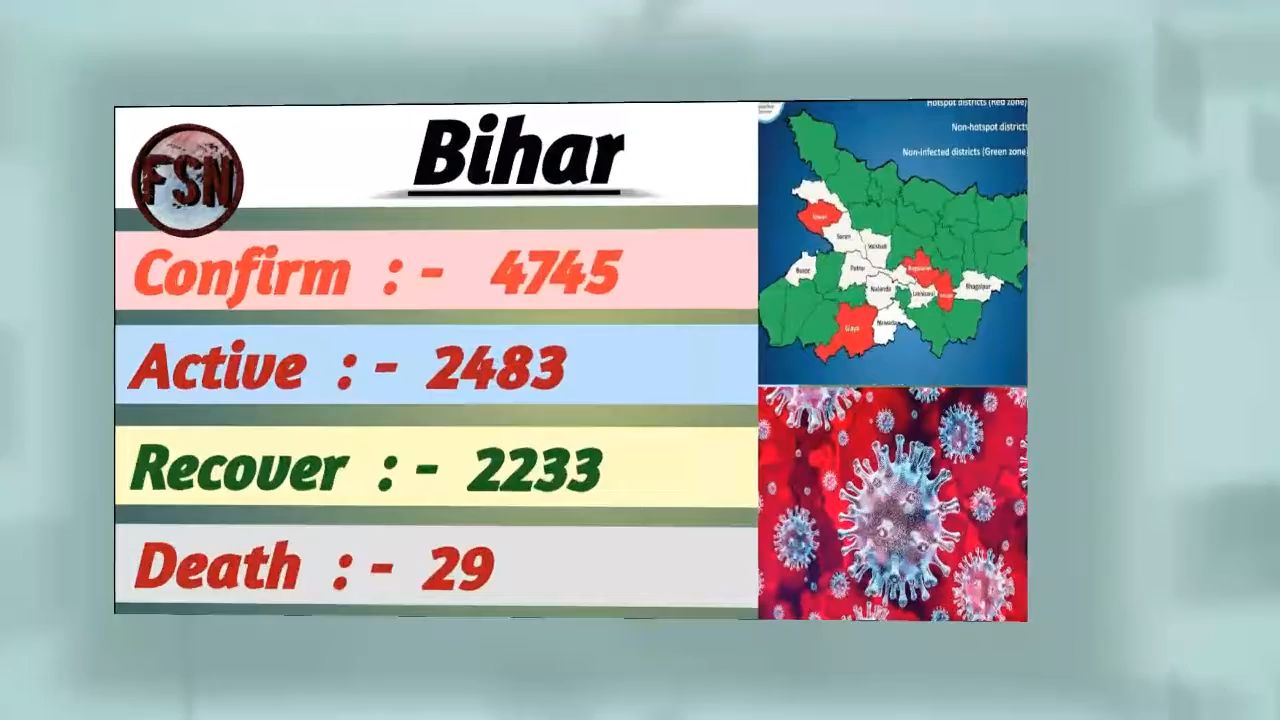 FSN
Bihar
Confirm : - 4745
Active : - 2483
Recover : - 2233
Death : - 29
Hotspot districts (Red zone)
Non-hotspot districts
Non-infected districts (Green zone)
Siwan
Saran
Vaishali
Buxar
Patna
Begusarai
Nalanda
Lakhisarai
Bhagalpur
Gaya
Nawada